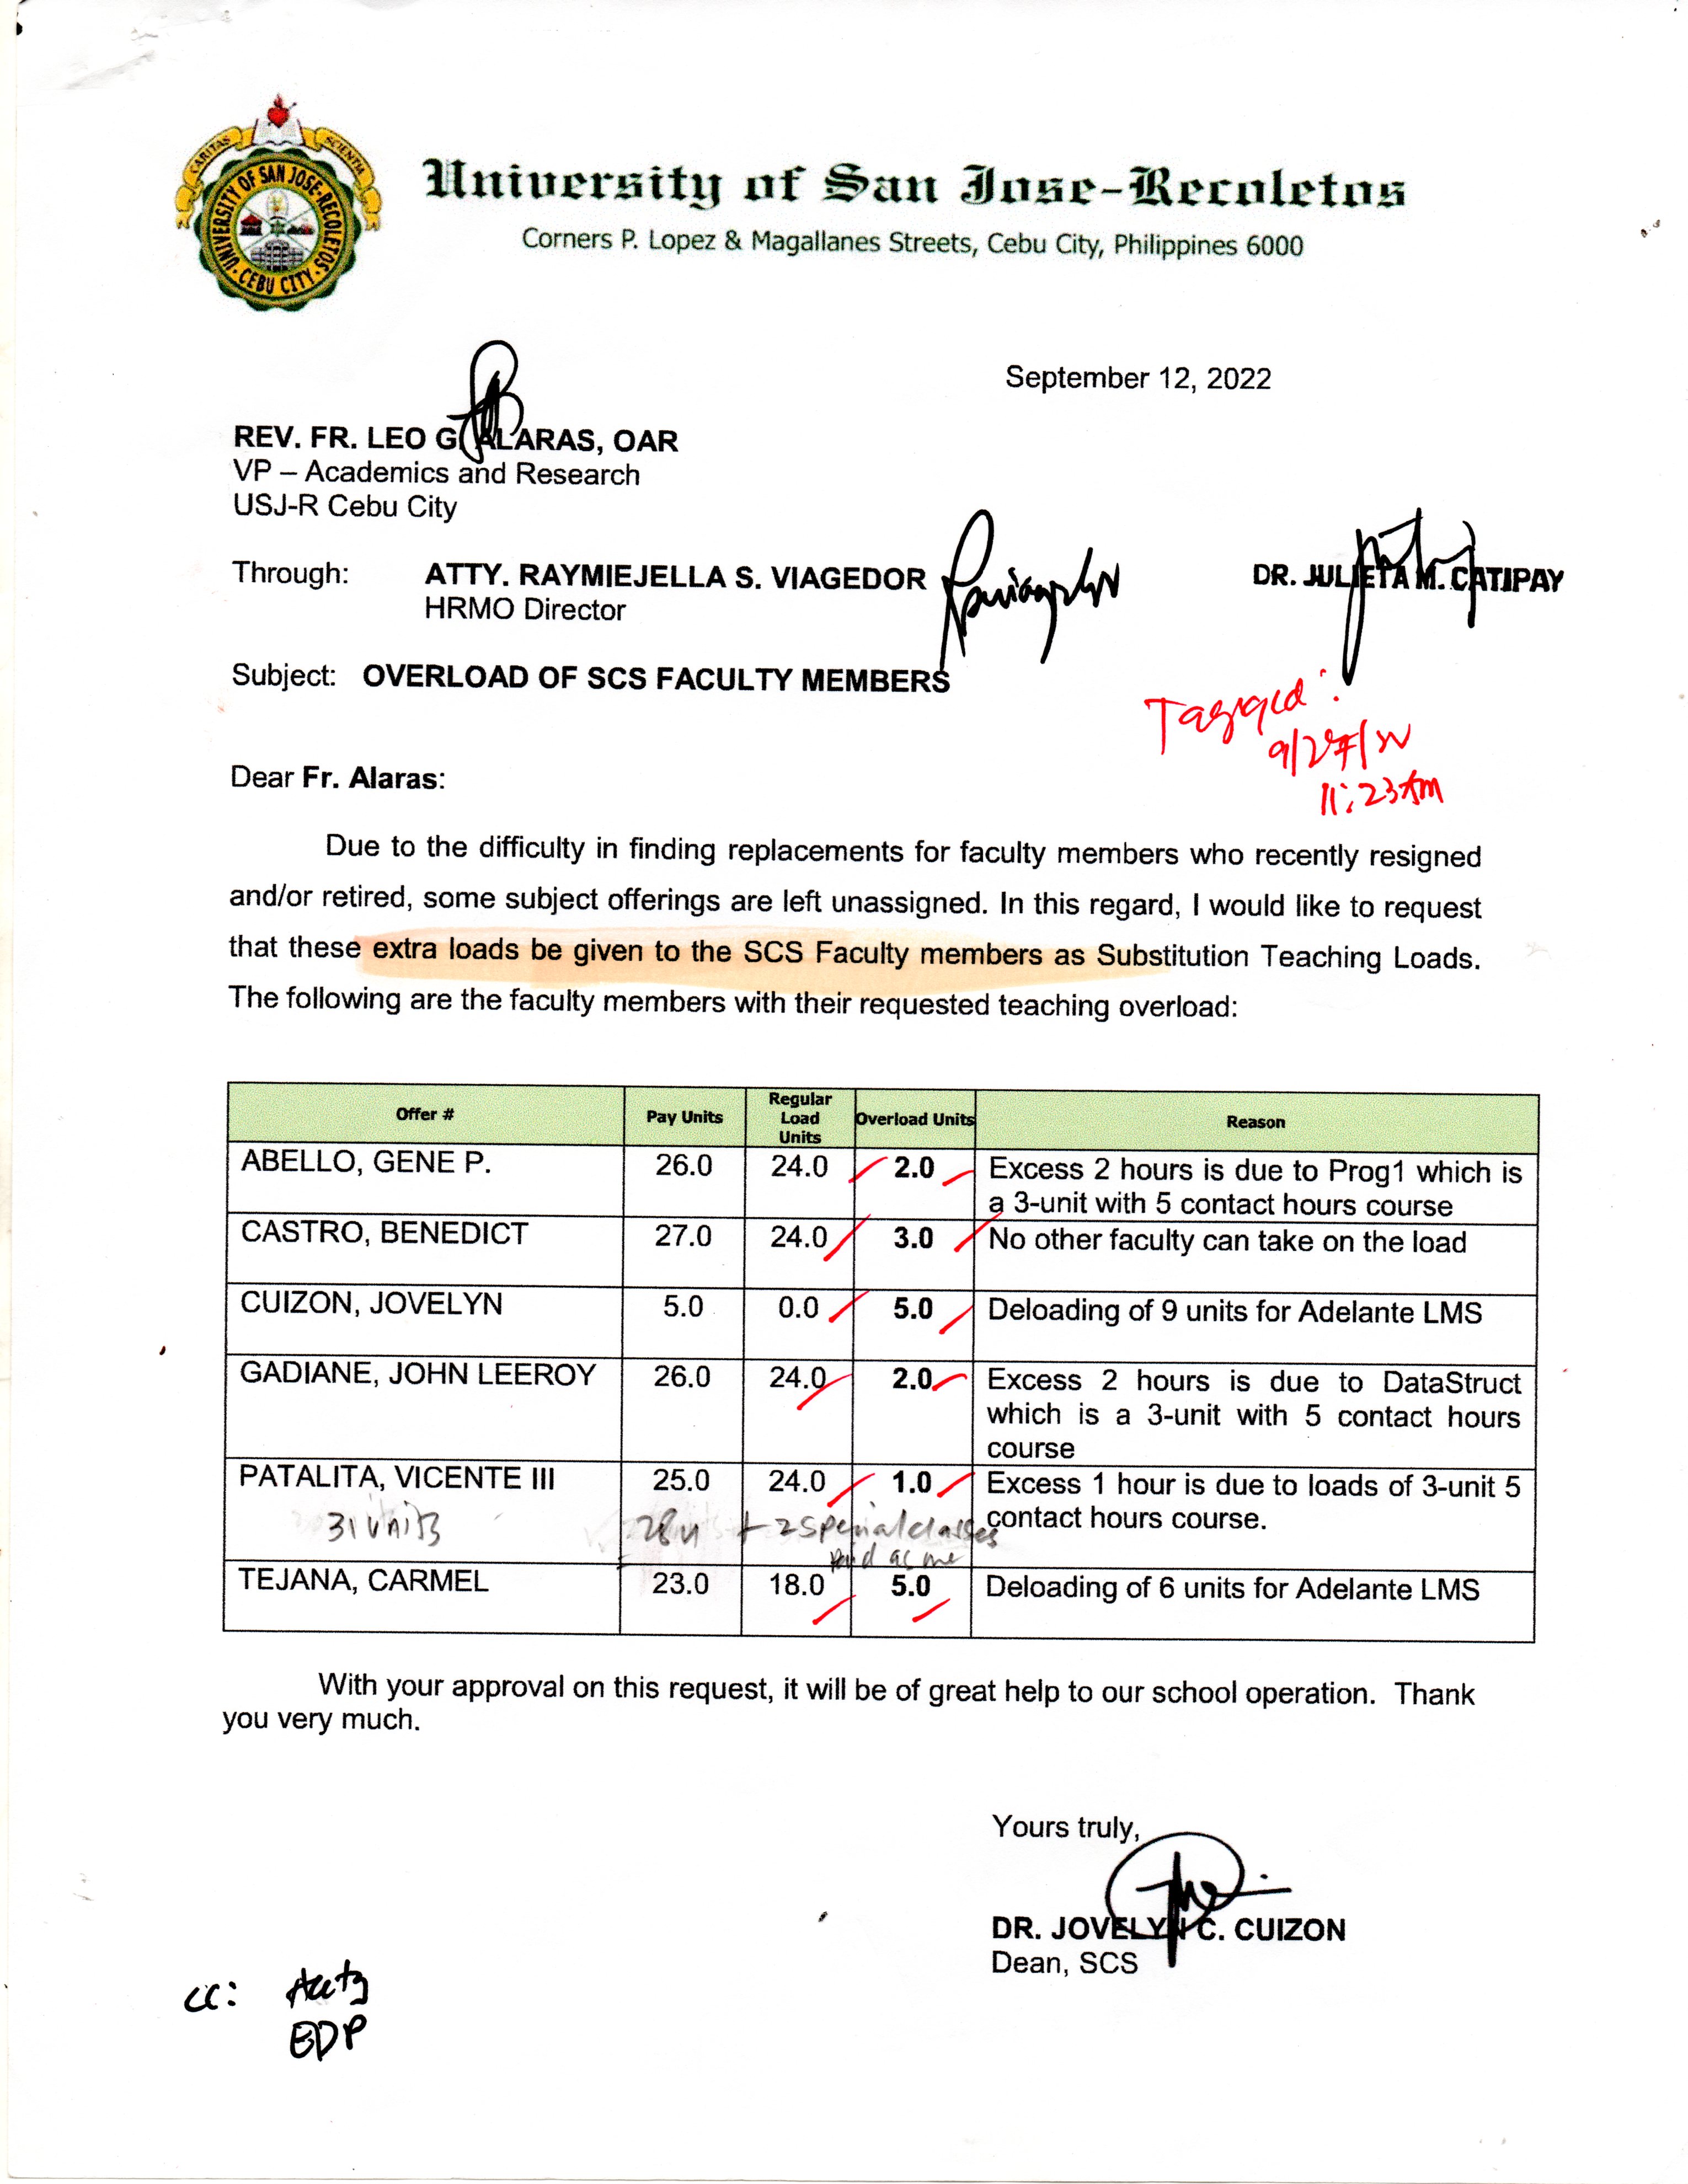 CARITAS
SCIENTIA
UNIVERSITY OF SAN JOSE-RECOLETOS
CEBU CITY
University of San Jose-Recoletos
Corners P. Lopez & Magallanes Streets, Cebu City, Philippines 6000
September 12, 2022
REV. FR. LEO G. ALARAS, OAR
VP – Academics and Research
USJ-R Cebu City
Through: ATTY. RAYMIEJELLA S. VIAGEDOR DR. JULIETA M. CATIPAY
HRMO Director
Subject: OVERLOAD OF SCS FACULTY MEMBERS
Tagged:
11:23 AM
Dear Fr. Alaras:
Due to the difficulty in finding replacements for faculty members who recently resigned
and/or retired, some subject offerings are left unassigned. In this regard, I would like to request
that these extra loads be given to the SCS Faculty members as Substitution Teaching Loads.
The following are the faculty members with their requested teaching overload:
Offer # Pay Units Regular Load Units Overload Units Reason
ABELLO, GENE P. 26.0 24.0 2.0 Excess 2 hours is due to Prog1 which is
a 3-unit with 5 contact hours course
CASTRO, BENEDICT 27.0 24.0 3.0 No other faculty can take on the load
CUIZON, JOVELYN 5.0 0.0 5.0 Deloading of 9 units for Adelante LMS
GADIANE, JOHN LEEROY 26.0 24.0 2.0 Excess 2 hours is due to DataStruct
which is a 3-unit with 5 contact hours
course
PATALITA, VICENTE III 25.0 24.0 1.0 Excess 1 hour is due to loads of 3-unit 5
contact hours course.
31 units 28u + 2 special classes
TEJANA, CARMEL 23.0 18.0 5.0 Deloading of 6 units for Adelante LMS
With your approval on this request, it will be of great help to our school operation. Thank
you very much.
Yours truly,
DR. JOVELYN C. CUIZON
Dean, SCS
cc:
EDP